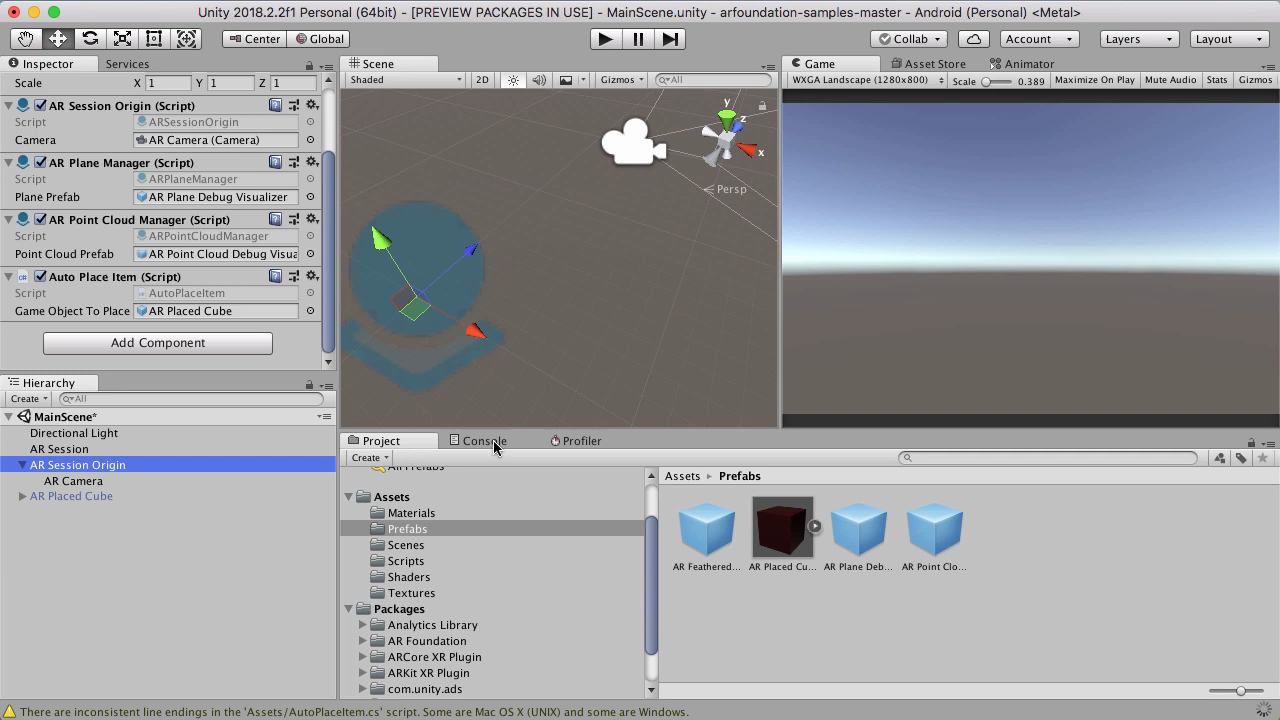 Unity 2018.2.2f1 Personal (64bit) - [PREVIEW PACKAGES IN USE] - MainScene.unity - arfoundation-samples-master - Android (Personal) <Metal>
Center Global Collab Account Layers Layout
Inspector Services
Scale X 1 Y 1 Z 1
AR Session Origin (Script)
Script ARSessionOrigin
Camera AR Camera (Camera)
AR Plane Manager (Script)
Script ARPlaneManager
Plane Prefab AR Plane Debug Visualizer
AR Point Cloud Manager (Script)
Script ARPointCloudManager
Point Cloud Prefab AR Point Cloud Debug Visua
Auto Place Item (Script)
Script AutoPlaceItem
Game Object To Place AR Placed Cube
Add Component
Hierarchy
Create All
MainScene*
Directional Light
AR Session
AR Session Origin
AR Camera
AR Placed Cube
Scene
Shaded 2D Gizmos All
y
z
x
Persp
Game Asset Store Animator
WXGA Landscape (1280x800) Scale 0.389 Maximize On Play Mute Audio Stats Gizmos
Project Console Profiler
Create
All Prefabs
Assets
Materials
Prefabs
Scenes
Scripts
Shaders
Textures
Packages
Analytics Library
AR Foundation
ARCore XR Plugin
ARKit XR Plugin
com.unity.ads
Assets Prefabs
AR Feathered... AR Placed Cu... AR Plane Deb... AR Point Clo...
There are inconsistent line endings in the 'Assets/AutoPlaceItem.cs' script. Some are Mac OS X (UNIX) and some are Windows.